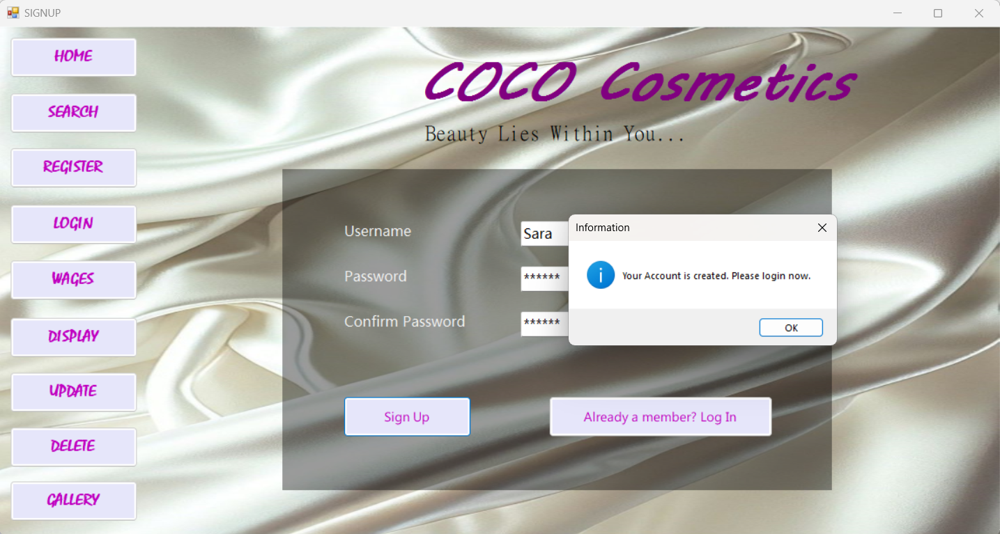 SIGNUP
HOME
SEARCH
REGISTER
LOGIN
WAGES
DISPLAY
UPDATE
DELETE
GALLERY
COCO Cosmetics
Beauty Lies Within You...
Username
Sara
Password
******
Confirm Password
******
Information
Your Account is created. Please login now.
OK
Sign Up
Already a member? Log In